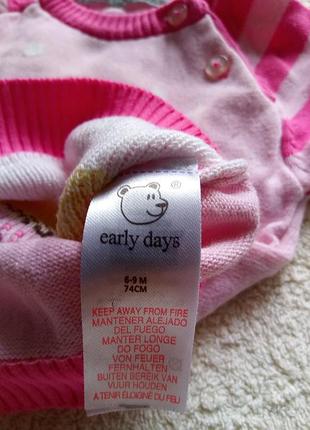 ®
early days
6-9 M
74CM
KEEP AWAY FROM FIRE
MANTENER ALEJADO
DEL FUEGO
MANTER LONGE
DO FOGO
VON FEUER
FERNHALTEN
BUITEN BEREIK VAN
VUUR HOUDEN
A TENIR ÉLOIGNÉ DU FEU